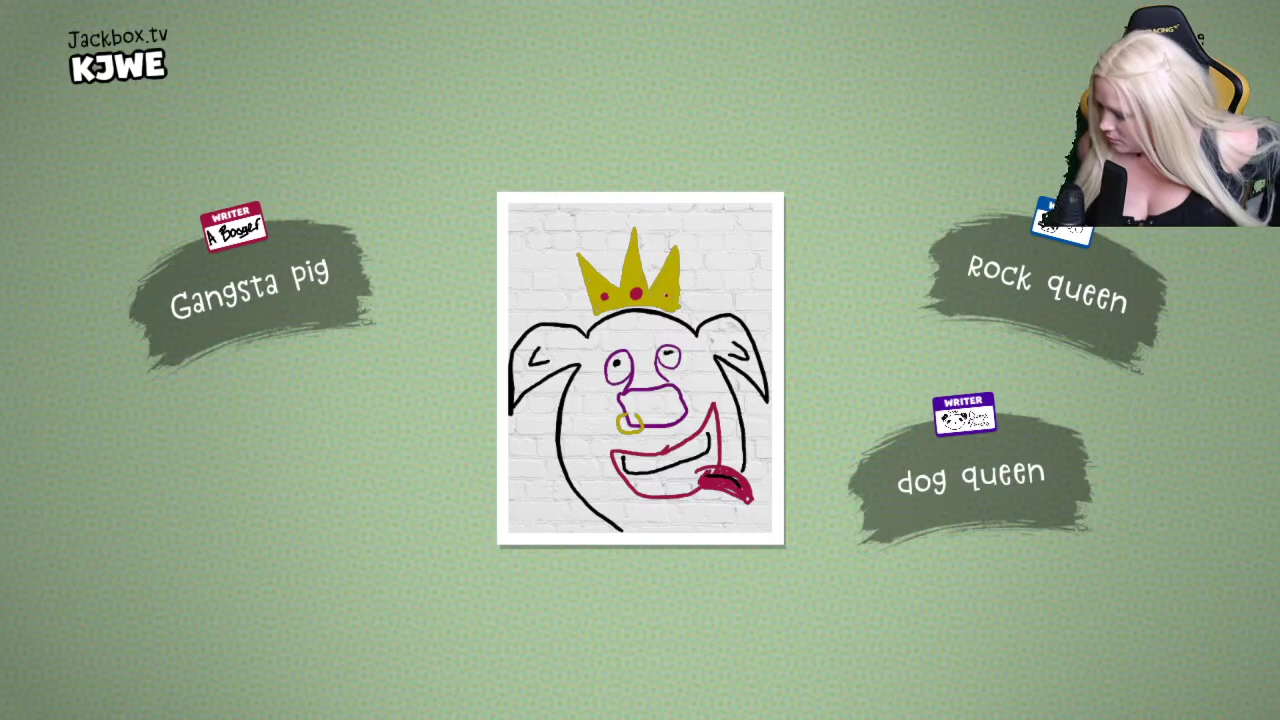 Jackbox.tv
KJWE
WRITER
A Booger
Gangsta pig
Rock queen
WRITER
dog queen